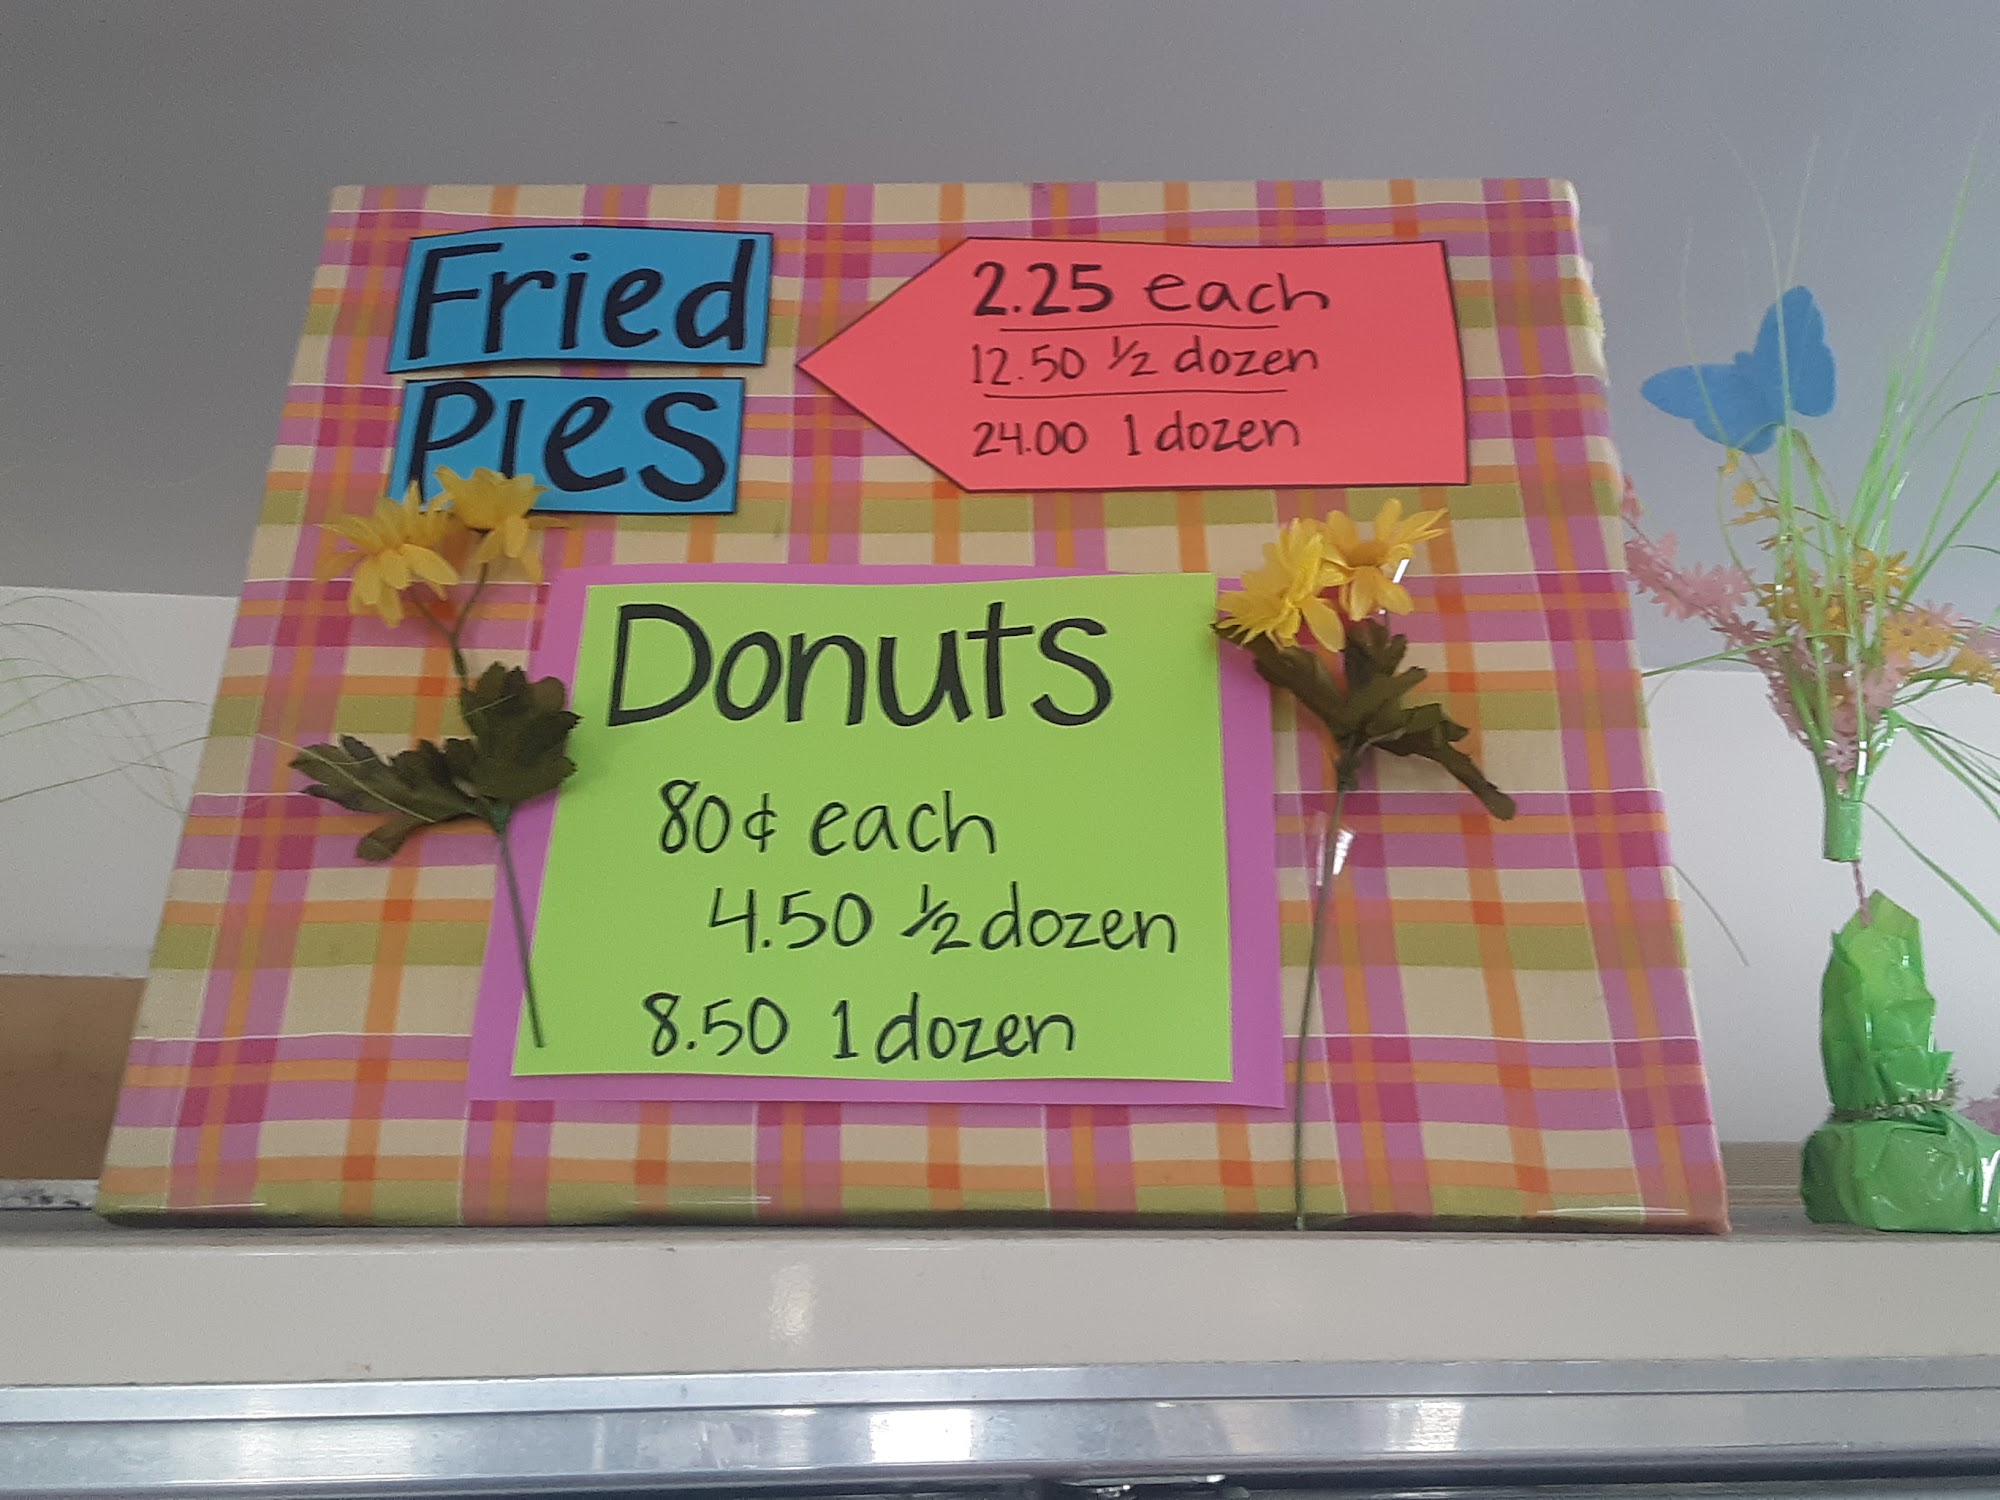 Fried
Pies
2.25 each
12.50 ½ dozen
24.00 1 dozen
Donuts
80¢ each
4.50 ½ dozen
8.50 1 dozen